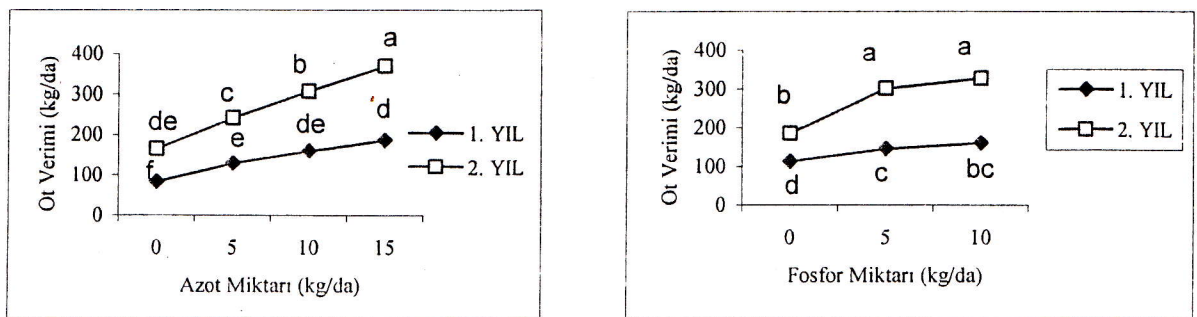 Ot Verimi (kg/da)
400
300
200
100
0
a
b
c
de
d
de
e
f
1. YIL
2. YIL
0 5 10 15
Azot Miktarı (kg/da)
Ot Verimi (kg/da)
400
300
200
100
0
a
a
b
d
c
bc
1. YIL
2. YIL
0 5 10
Fosfor Miktarı (kg/da)